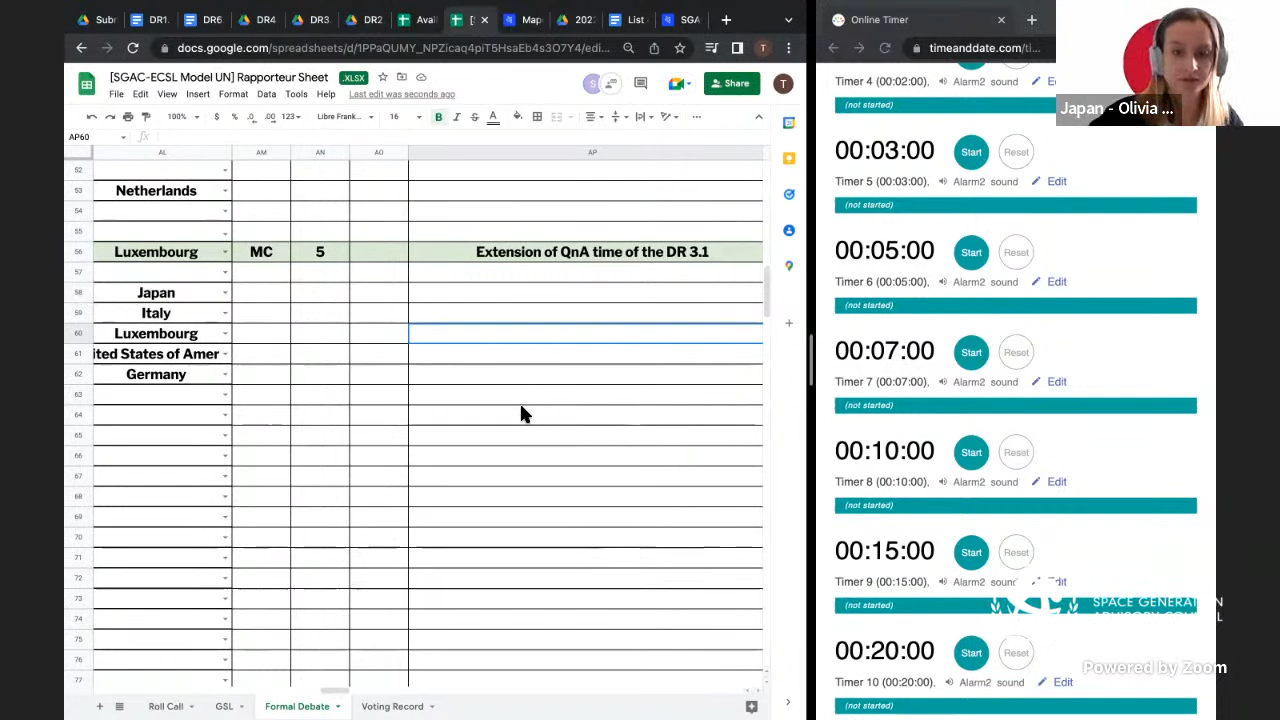 Subr
DR1.
DR6
DR4
DR3.
DR2
Avai
[
Map
202
List
SGA
Online Timer
docs.google.com/spreadsheets/d/1PPaQUMY_NPZicaq4piT5HsaEb4s3O7Y4/edi...
T
timeanddate.com/ti...
[SGAC-ECSL Model UN] Rapporteur Sheet .XLSX
S
Share
T
File Edit View Insert Format Data Tools Help Last edit was seconds ago
100% $ % .0 .00 123 Libre Frank... 16 B I S A
AP60 fx
AL AM AN AO AP
52
53 Netherlands
54
55
56 Luxembourg MC 5 Extension of QnA time of the DR 3.1
57
58 Japan
59 Italy
60 Luxembourg
61 ited States of Amer
62 Germany
63
64
65
66
67
68
69
70
71
72
73
74
75
76
77
Roll Call GSL Formal Debate Voting Record
Timer 4 (00:02:00), Alarm2 sound Ed
(not started)
00:03:00 Start Reset
Timer 5 (00:03:00), Alarm2 sound Edit
(not started)
00:05:00 Start Reset
Timer 6 (00:05:00), Alarm2 sound Edit
(not started)
00:07:00 Start Reset
Timer 7 (00:07:00), Alarm2 sound Edit
(not started)
00:10:00 Start Reset
Timer 8 (00:10:00), Alarm2 sound Edit
(not started)
00:15:00 Start Reset
Timer 9 (00:15:00), Alarm2 sound Edit
(not started)
00:20:00 Start Reset
Timer 10 (00:20:00), Alarm2 sound Edit
(not started)
Japan - Olivia ...
SPACE GENERATION
ADVISORY COUNCIL
Powered by Zoom